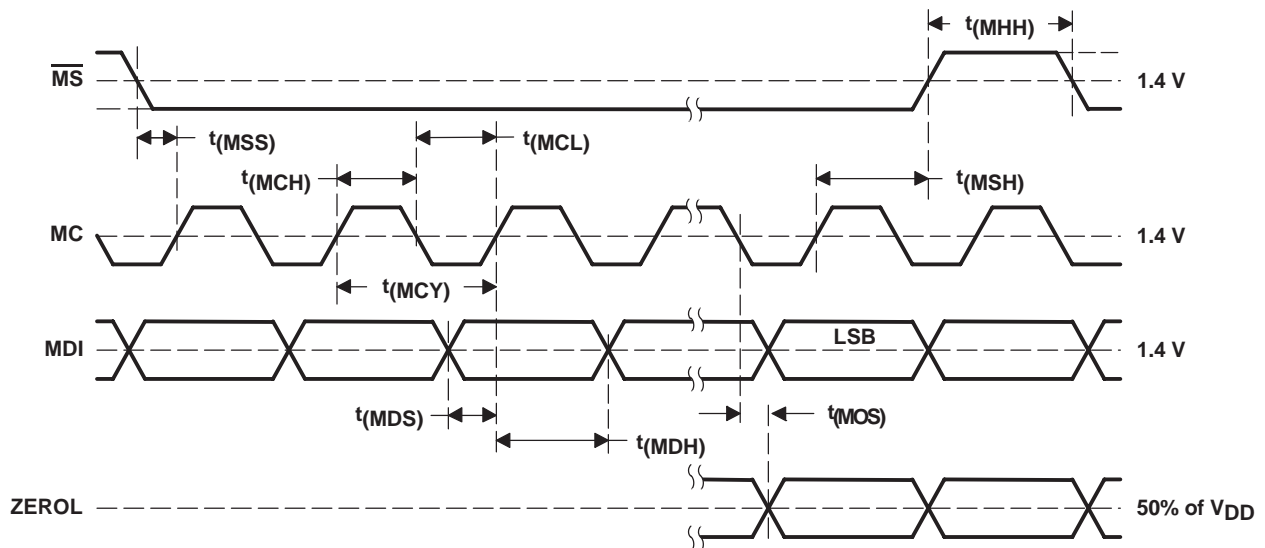 t(MHH)
MS
1.4 V
t(MSS)
t(MCL)
t(MCH)
t(MSH)
MC
1.4 V
t(MCY)
MDI
LSB
1.4 V
t(MDS)
t(MOS)
t(MDH)
ZEROL
50% of VDD